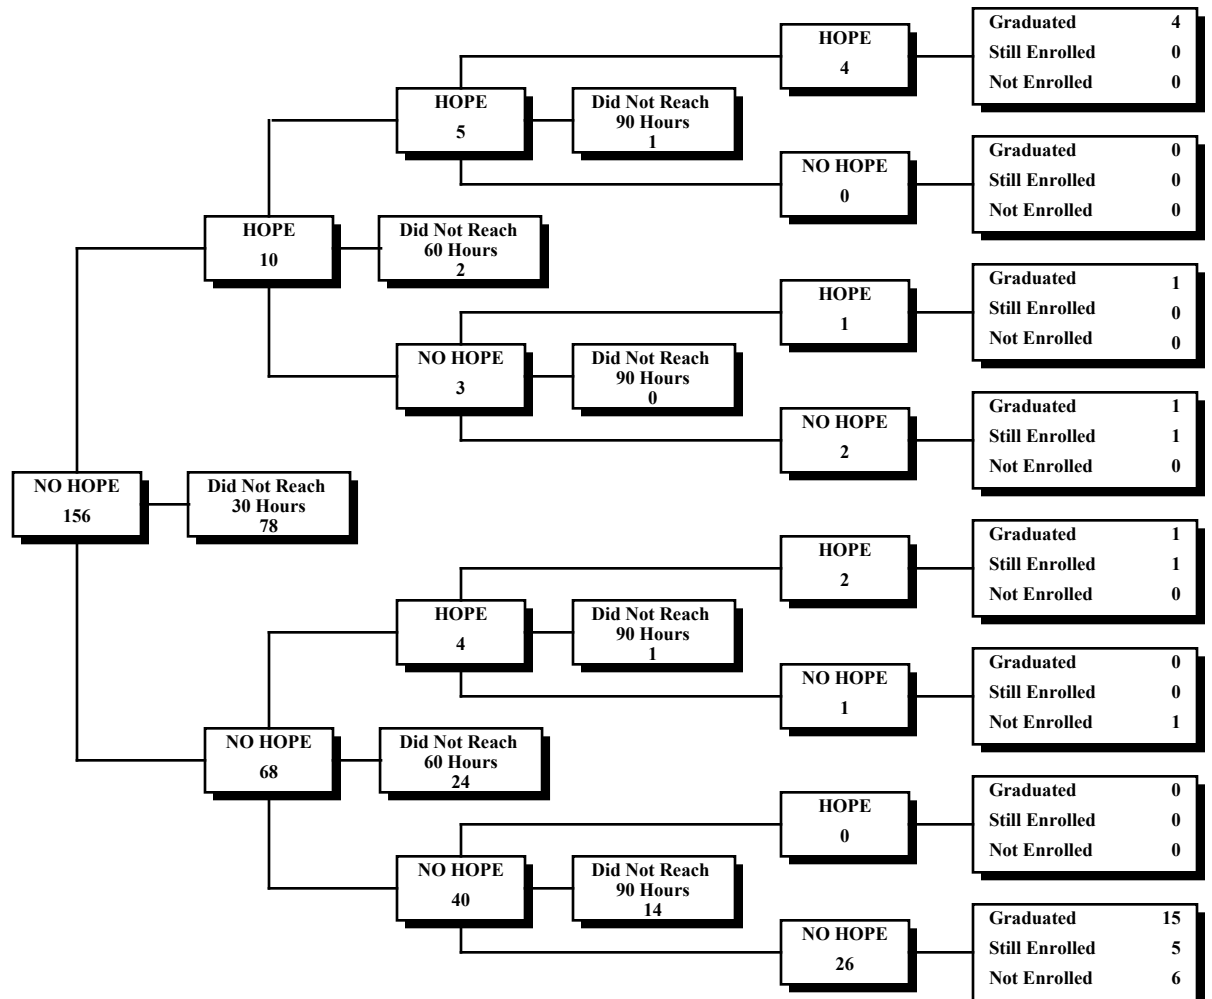 HOPE
4
Graduated 4
Still Enrolled 0
Not Enrolled 0
HOPE
5
Did Not Reach
90 Hours
1
NO HOPE
0
Graduated 0
Still Enrolled 0
Not Enrolled 0
HOPE
10
Did Not Reach
60 Hours
2
HOPE
1
Graduated 1
Still Enrolled 0
Not Enrolled 0
NO HOPE
3
Did Not Reach
90 Hours
0
NO HOPE
2
Graduated 1
Still Enrolled 1
Not Enrolled 0
NO HOPE
156
Did Not Reach
30 Hours
78
HOPE
2
Graduated 1
Still Enrolled 1
Not Enrolled 0
HOPE
4
Did Not Reach
90 Hours
1
NO HOPE
1
Graduated 0
Still Enrolled 0
Not Enrolled 1
NO HOPE
68
Did Not Reach
60 Hours
24
HOPE
0
Graduated 0
Still Enrolled 0
Not Enrolled 0
NO HOPE
40
Did Not Reach
90 Hours
14
NO HOPE
26
Graduated 15
Still Enrolled 5
Not Enrolled 6